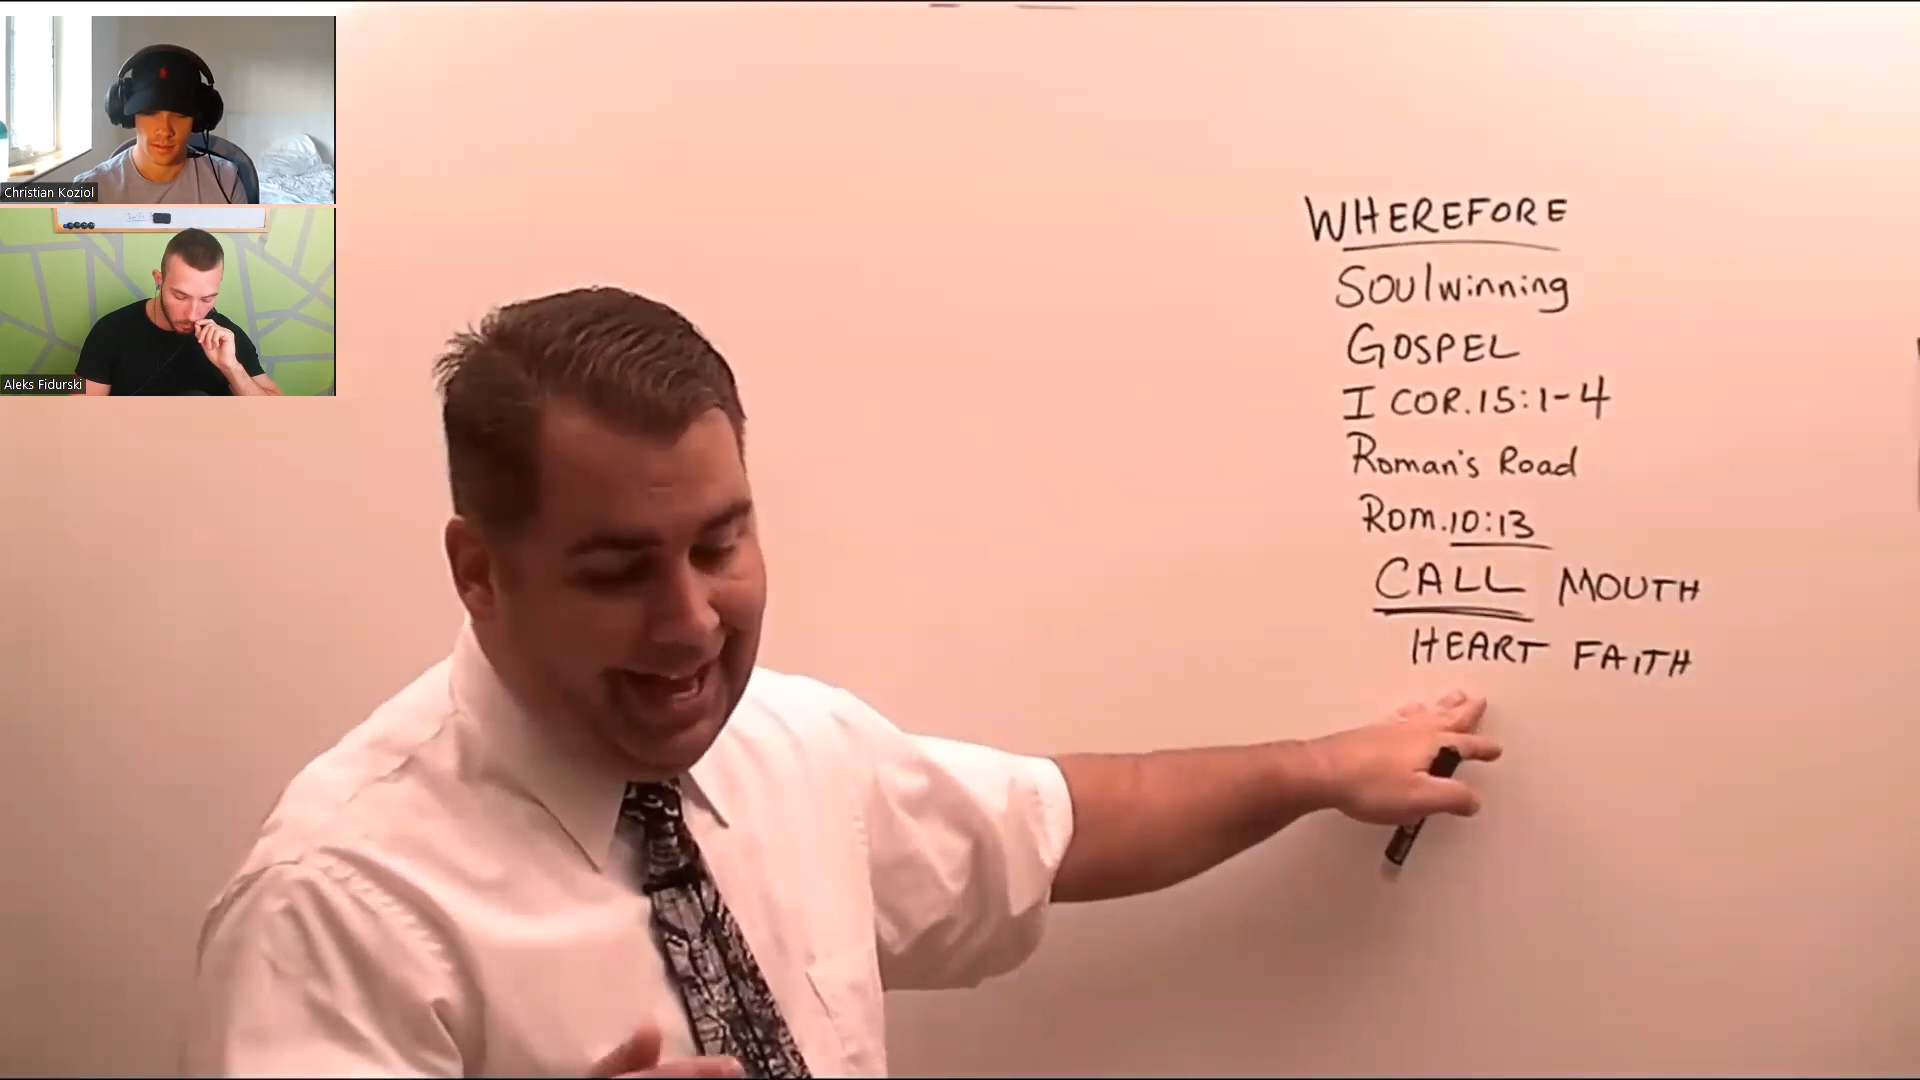 Christian Koziol
Aleks Fidurski
WHEREFORE
Soulwinning
GOSPEL
I COR.15:1-4
Roman's Road
Rom.10:13
CALL MOUTH
HEART FAITH